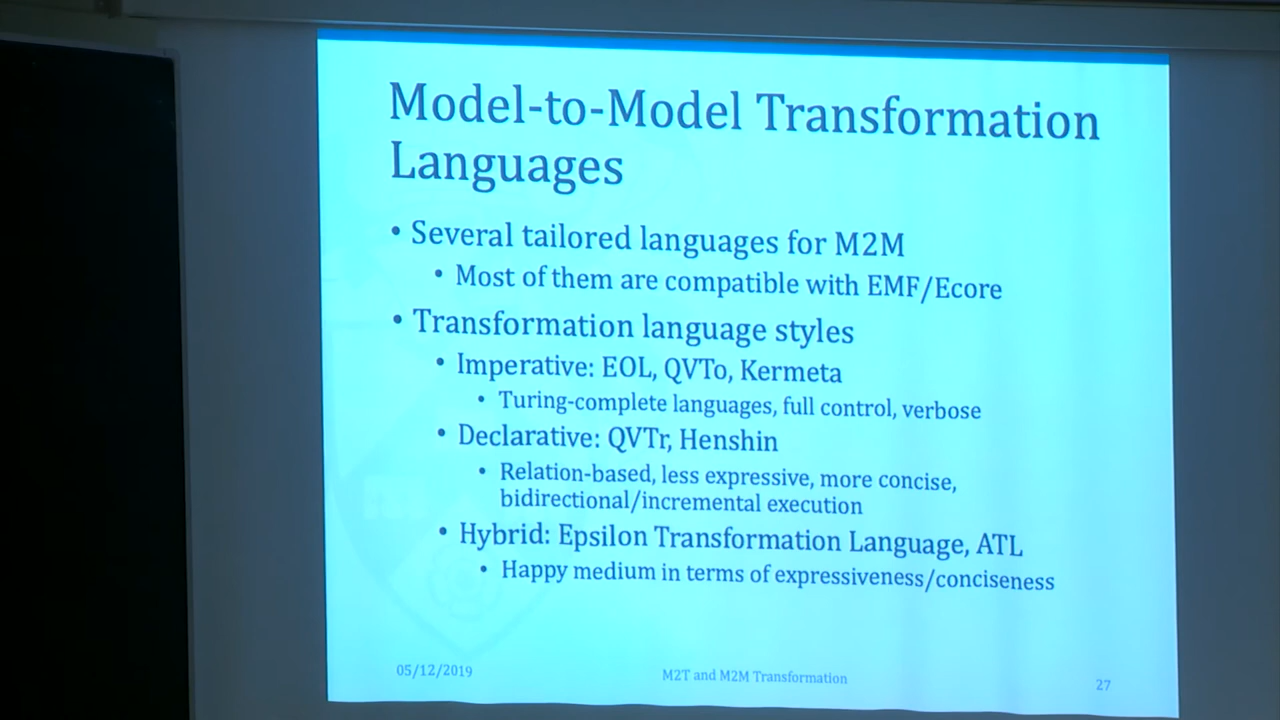 Model-to-Model Transformation
Languages
• Several tailored languages for M2M
• Most of them are compatible with EMF/Ecore
• Transformation language styles
• Imperative: EOL, QVTo, Kermeta
• Turing-complete languages, full control, verbose
• Declarative: QVTr, Henshin
• Relation-based, less expressive, more concise,
bidirectional/incremental execution
• Hybrid: Epsilon Transformation Language, ATL
• Happy medium in terms of expressiveness/conciseness
05/12/2019
M2T and M2M Transformation
27